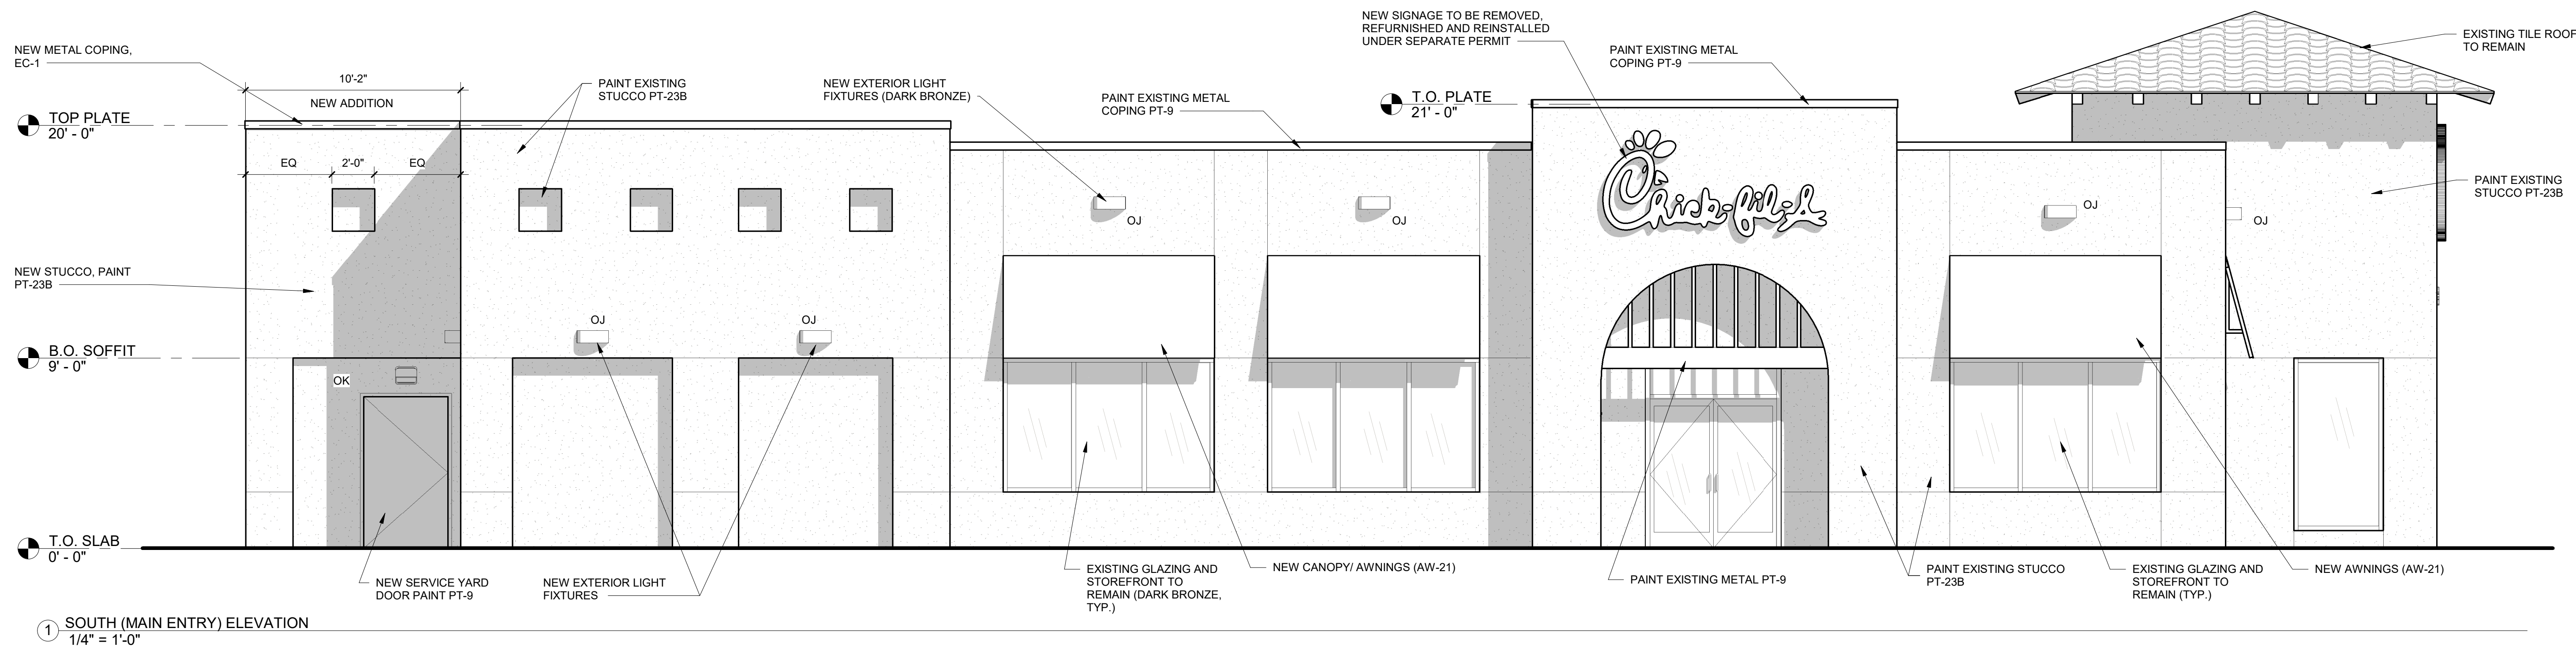 NEW SIGNAGE TO BE REMOVED,
REFURNISHED AND REINSTALLED
UNDER SEPARATE PERMIT
NEW METAL COPING,
EC-1
10'-2"
NEW ADDITION
PAINT EXISTING
STUCCO PT-23B
NEW EXTERIOR LIGHT
FIXTURES (DARK BRONZE)
PAINT EXISTING METAL
COPING PT-9
T.O. PLATE
21' - 0"
PAINT EXISTING METAL
COPING PT-9
EXISTING TILE ROOF
TO REMAIN
TOP PLATE
20' - 0"
EQ
2'-0"
EQ
Chick-fil-A
PAINT EXISTING
STUCCO PT-23B
OJ
OJ
OJ
OJ
NEW STUCCO, PAINT
PT-23B
OJ
OJ
B.O. SOFFIT
9' - 0"
OK
T.O. SLAB
0' - 0"
NEW SERVICE YARD
DOOR PAINT PT-9
NEW EXTERIOR LIGHT
FIXTURES
EXISTING GLAZING AND
STOREFRONT TO
REMAIN (DARK BRONZE,
TYP.)
NEW CANOPY/ AWNINGS (AW-21)
PAINT EXISTING METAL PT-9
PAINT EXISTING STUCCO
PT-23B
EXISTING GLAZING AND
STOREFRONT TO
REMAIN (TYP.)
NEW AWNINGS (AW-21)
1
SOUTH (MAIN ENTRY) ELEVATION
1/4" = 1'-0"